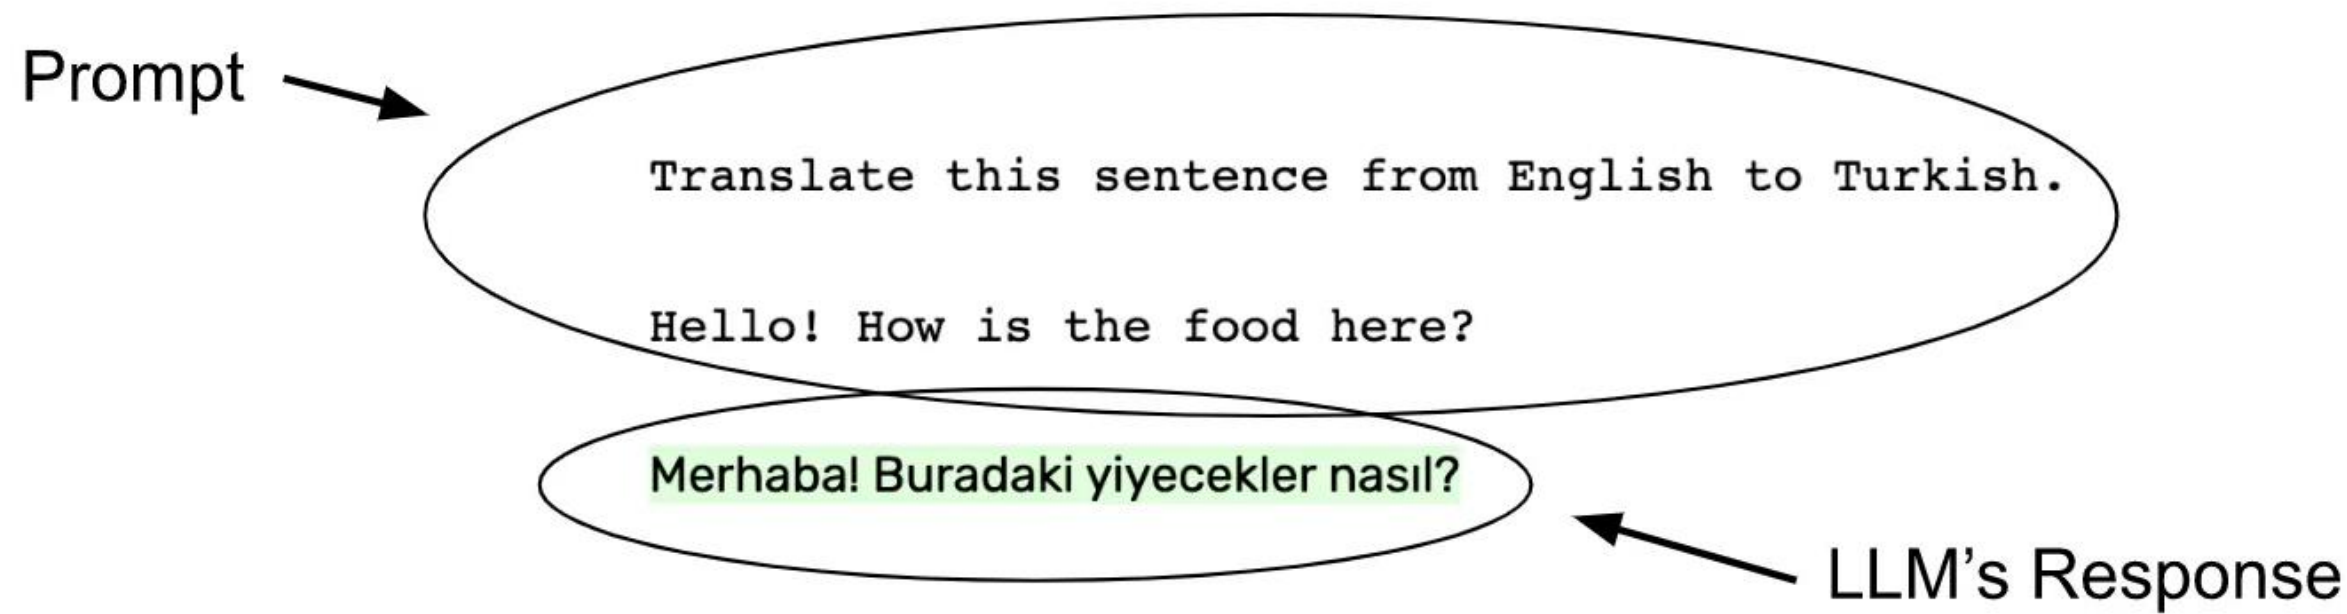 Prompt
Translate this sentence from English to Turkish.
Hello! How is the food here?
Merhaba! Buradaki yiyecekler nasıl?
LLM’s Response